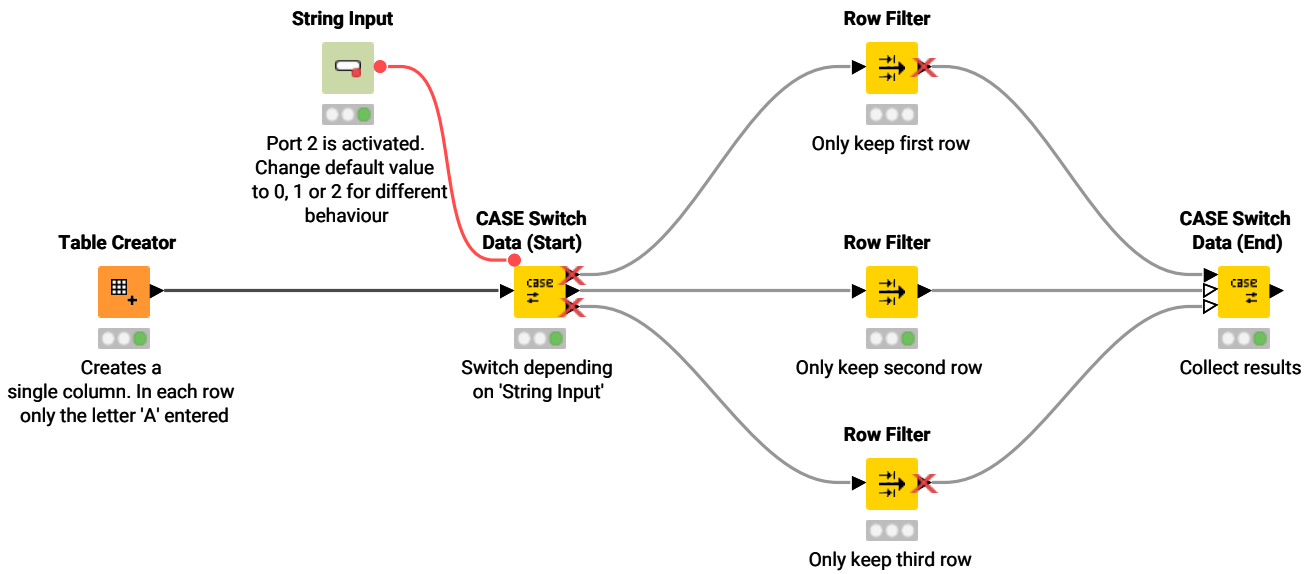 String Input
Port 2 is activated.
Change default value
to 0, 1 or 2 for different
behaviour
Table Creator
Creates a
single column. In each row
only the letter 'A' entered
CASE Switch
Data (Start)
case
Switch depending
on 'String Input'
Row Filter
Only keep first row
Row Filter
Only keep second row
Row Filter
Only keep third row
CASE Switch
Data (End)
case
Collect results